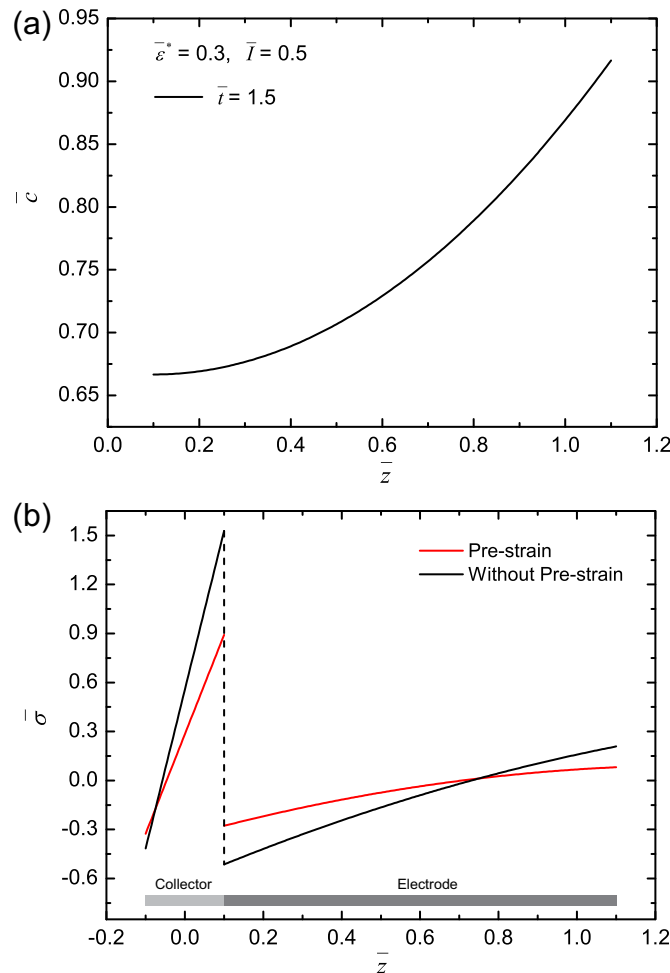 (a)
0.95
0.90
0.85
0.80
0.75
0.70
0.65
c̄
ε̄* = 0.3, Ī = 0.5
t̄ = 1.5
0.0 0.2 0.4 0.6 0.8 1.0 1.2
z̄
(b)
1.5
1.2
0.9
0.6
0.3
0.0
-0.3
-0.6
σ̄
Pre-strain
Without Pre-strain
Collector Electrode
-0.2 0.0 0.2 0.4 0.6 0.8 1.0 1.2
z̄